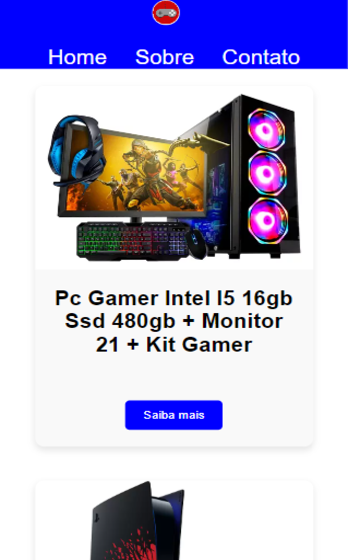 Home Sobre Contato
Pc Gamer Intel I5 16gb
Ssd 480gb + Monitor
21 + Kit Gamer
Saiba mais